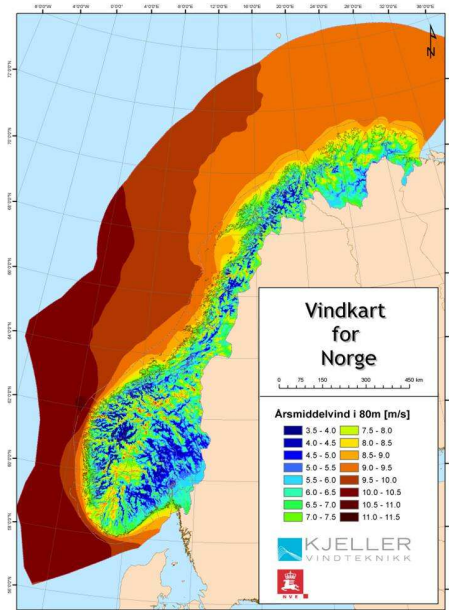 N
Vindkart
for
Norge
0 75 150 300 450 km
Årsmiddelvind i 80m [m/s]
3.5 - 4.0 7.5 - 8.0
4.0 - 4.5 8.0 - 8.5
4.5 - 5.0 8.5- 9.0
5.0 - 5.5 9.0 - 9.5
5.5 - 6.0 9.5 - 10.0
6.0 - 6.5 10.0 - 10.5
6.5 - 7.0 10.5 - 11.0
7.0 - 7.5 11.0 - 11.5
KJELLER
VINDTEKNIKK
NVE